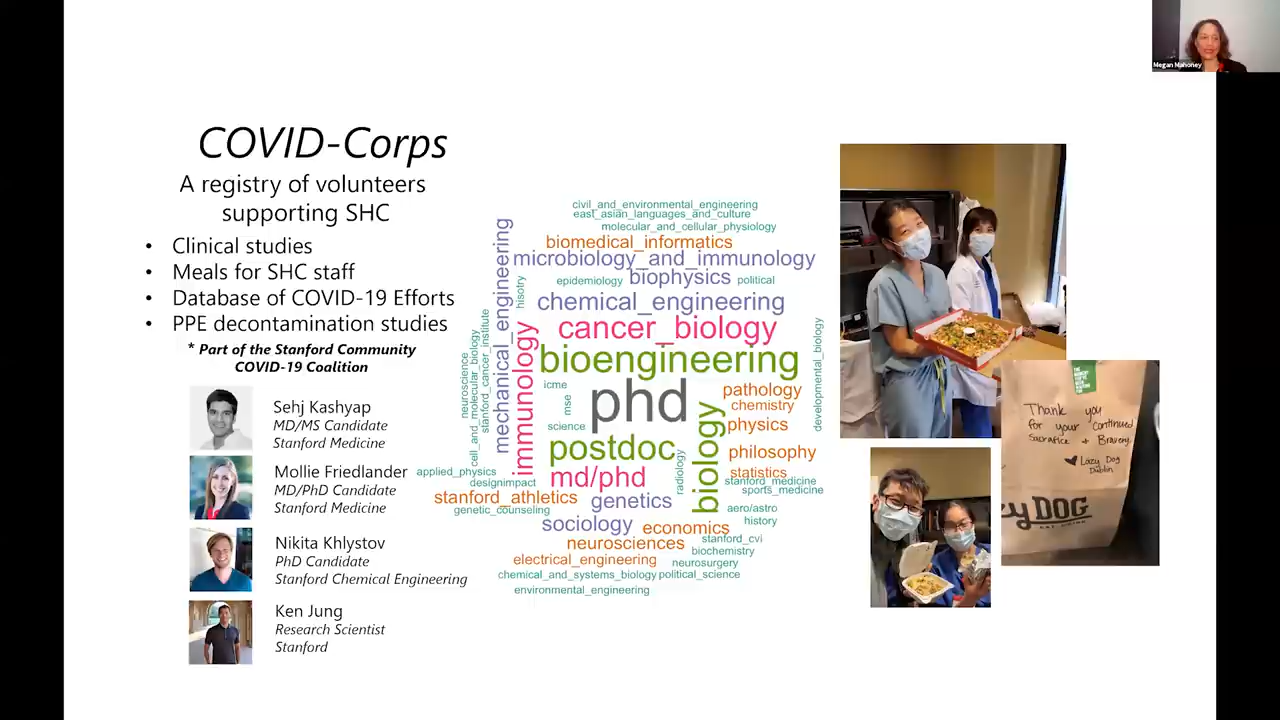 Megan Mahoney
COVID-Corps
A registry of volunteers
supporting SHC
• Clinical studies
• Meals for SHC staff
• Database of COVID-19 Efforts
• PPE decontamination studies
* Part of the Stanford Community
COVID-19 Coalition
Sehj Kashyap
MD/MS Candidate
Stanford Medicine
Mollie Friedlander
MD/PhD Candidate
Stanford Medicine
Nikita Khlystov
PhD Candidate
Stanford Chemical Engineering
Ken Jung
Research Scientist
Stanford
civil_and_environmental_engineering
east_asian_languages_and_culture
molecular_and_cellular_physiology
biomedical_informatics
microbiology_and_immunology
epidemiology
biophysics
political
hisotry
chemical_engineering
mechanical_engineering
cancer_biology
bioengineering
immunology
neuroscience
cell_and_molecular_biology
stanford_cancer_institute
developmental_biology
icme
mse
science
phd
pathology
chemistry
physics
postdoc
biology
philosophy
md/phd
radiology
statistics
stanford_medicine
sports_medicine
applied_physics
designimpact
stanford_athletics
genetic_counseling
genetics
aero/astro
history
sociology
economics
stanford_cvi
neurosciences
biochemistry
electrical_engineering
neurosurgery
chemical_and_systems_biology
political_science
environmental_engineering
Thank you
for your continued
Sacrifice + Bravery
Lazy Dog
Dublin
zy DOG